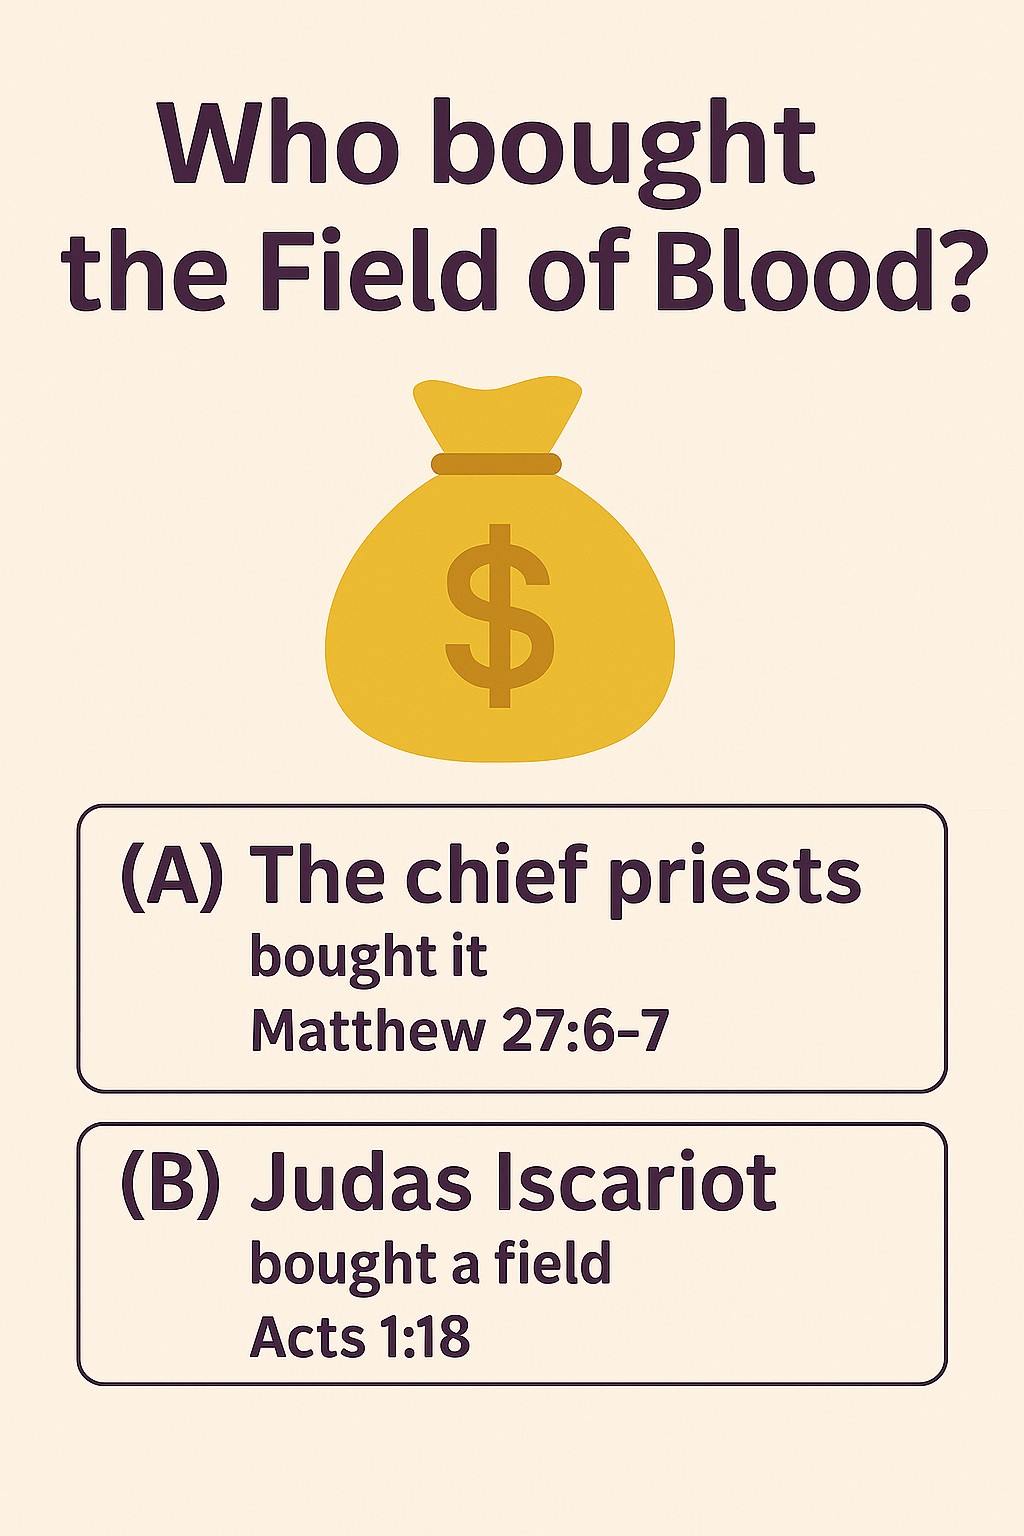 Who bought
the Field of Blood?
$
(A) The chief priests
bought it
Matthew 27:6–7
(B) Judas Iscariot
bought a field
Acts 1:18